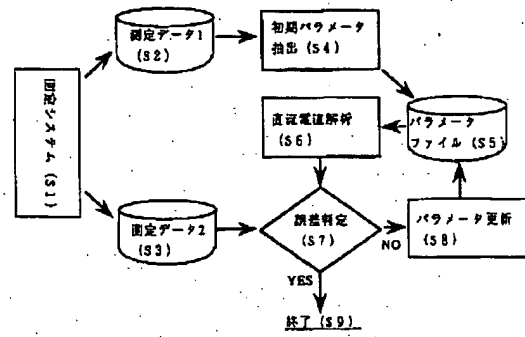 測定システム (S1)
測定データ1
(S2)
初期パラメータ
抽出 (S4)
直流電流解析
(S6)
パラメータ
ファイル (S5)
測定データ2
(S3)
誤差判定
(S7)
NO
パラメータ更新
(S8)
YES
終了 (S9)